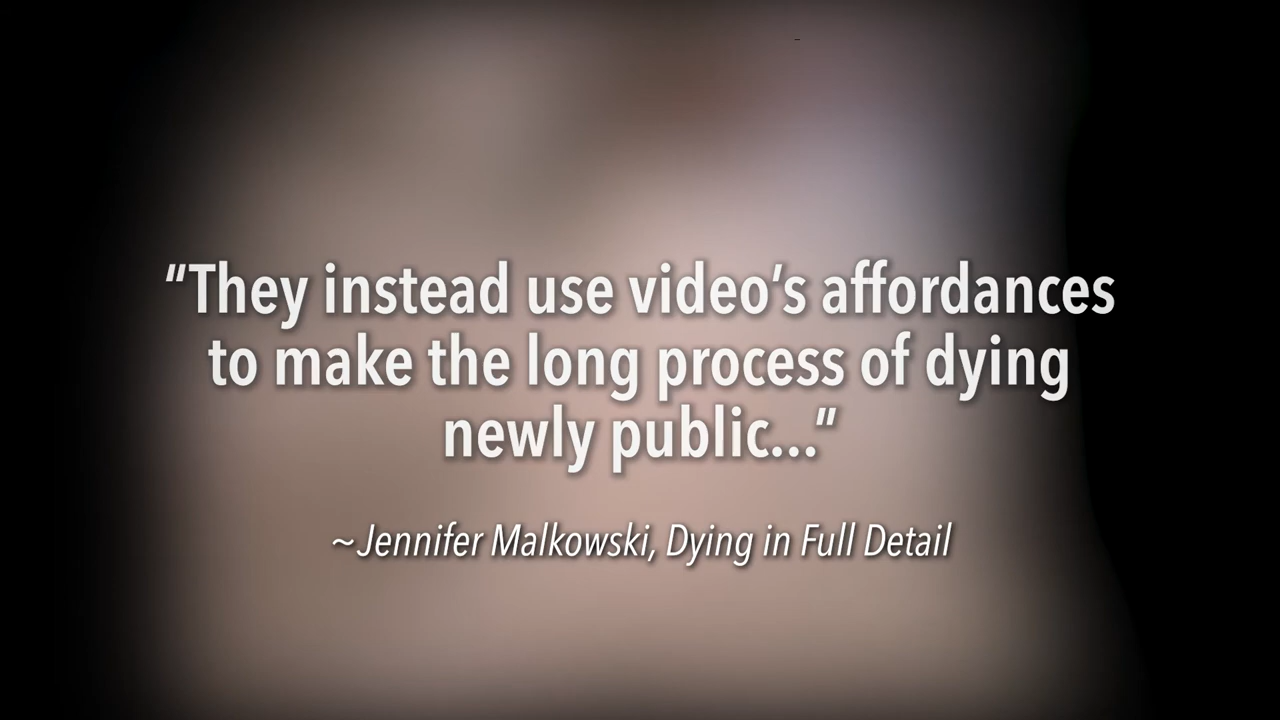 “They instead use video’s affordances
to make the long process of dying
newly public...”
~Jennifer Malkowski, Dying in Full Detail